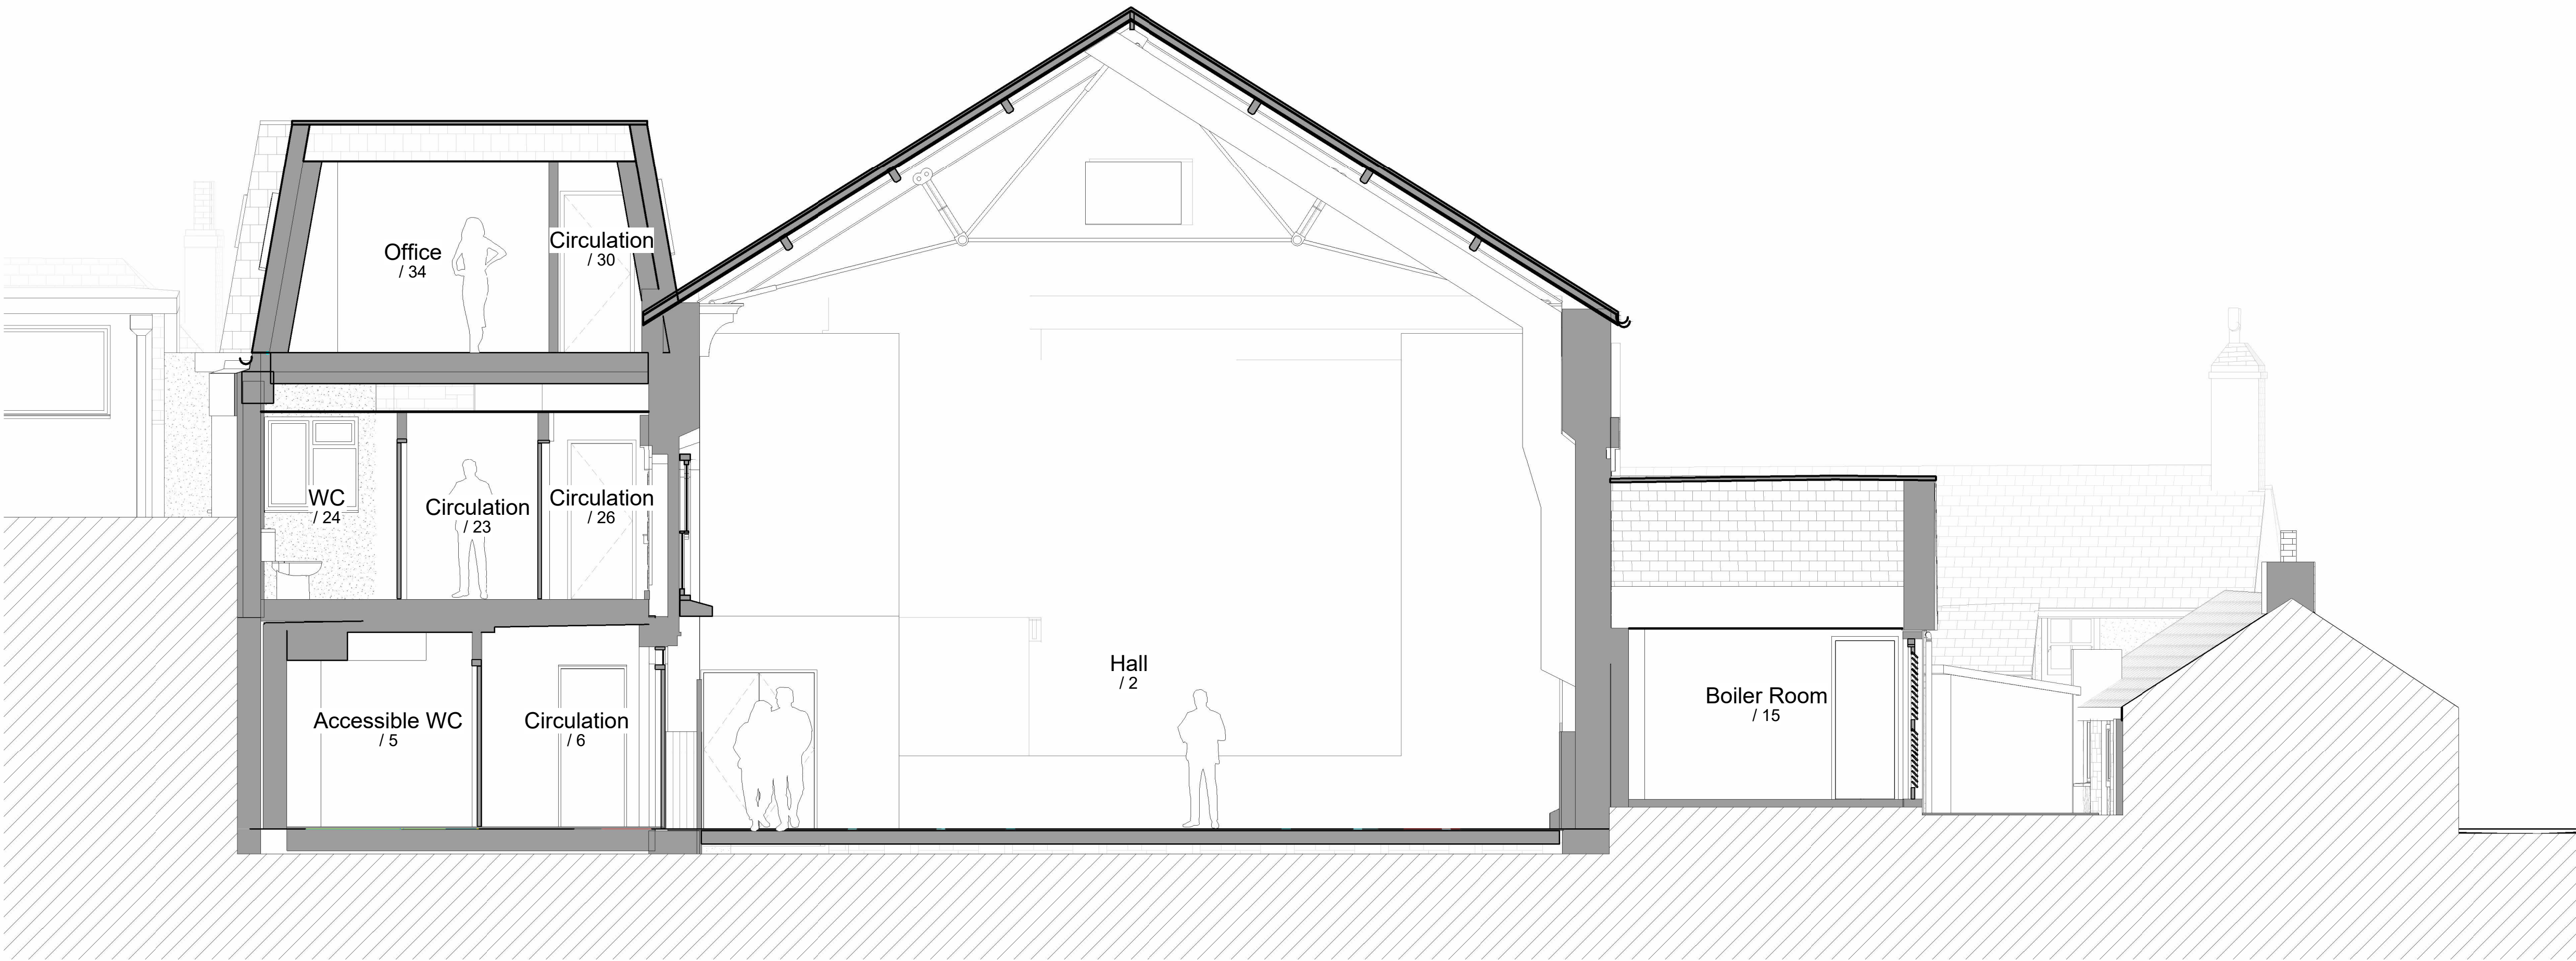 Office
/ 34
Circulation
/ 30
WC
/ 24
Circulation
/ 23
Circulation
/ 26
Accessible WC
/ 5
Circulation
/ 6
Hall
/ 2
Boiler Room
/ 15